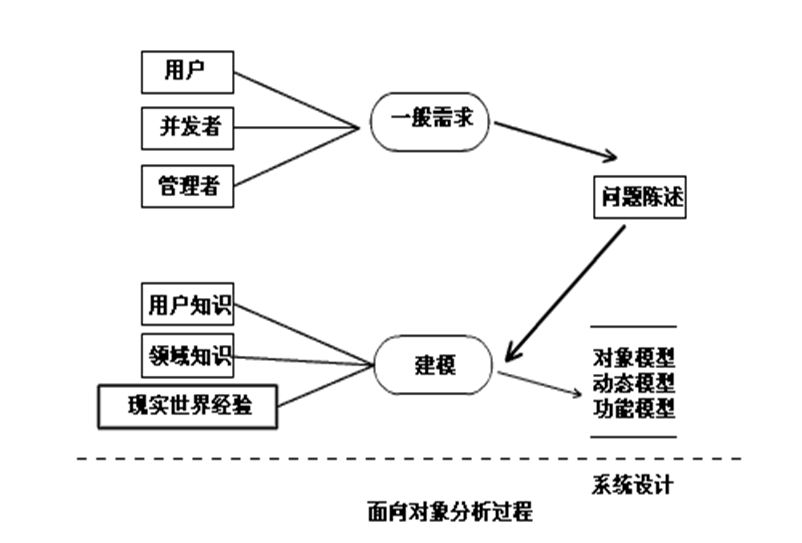 用户
并发者
管理者
一般需求
问题陈述
用户知识
领域知识
现实世界经验
建模
对象模型
动态模型
功能模型
系统设计
面向对象分析过程